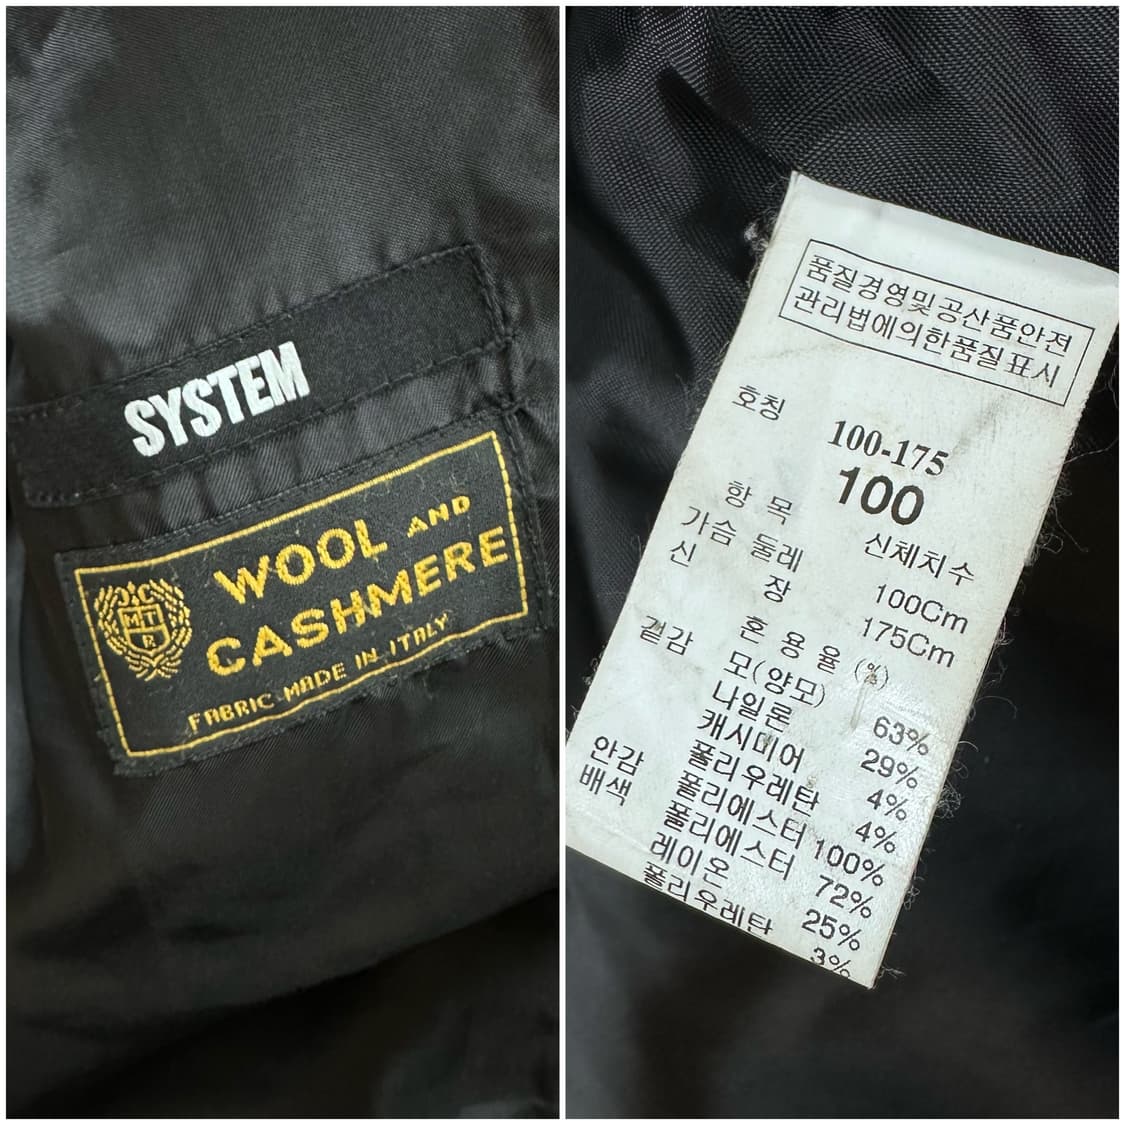 SYSTEM
WOOL AND
CASHMERE
FABRIC MADE IN ITALY
품질경영및공산품안전
관리법에의한품질표시
호칭
100-175
100
항 목 신체치수
가슴 둘레 100Cm
신 장 175Cm
혼 용 율 (%)
겉감 모(양모) 63%
나일론 29%
캐시미어 4%
폴리우레탄 4%
안감 폴리에스터 100%
배색 폴리에스터 72%
레이온 25%
폴리우레탄 3%